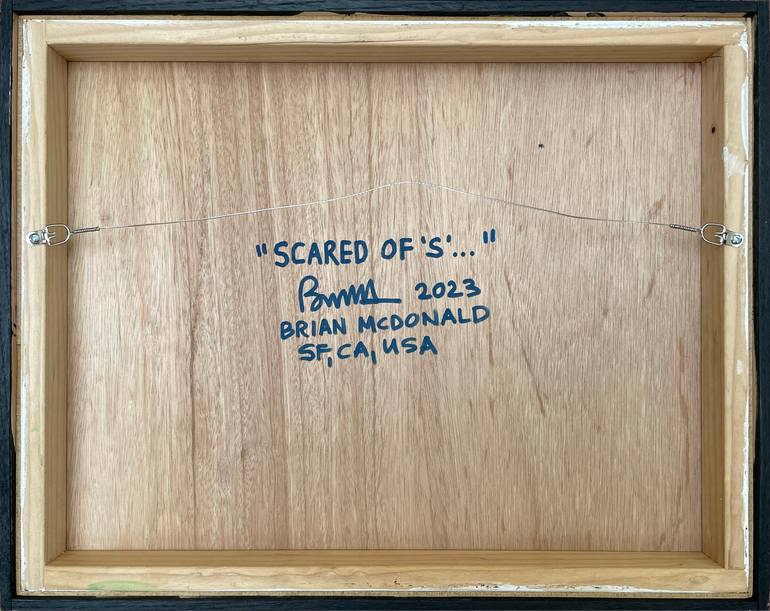 "SCARED OF 'S'..."
2023
BRIAN MCDONALD
SF, CA, USA